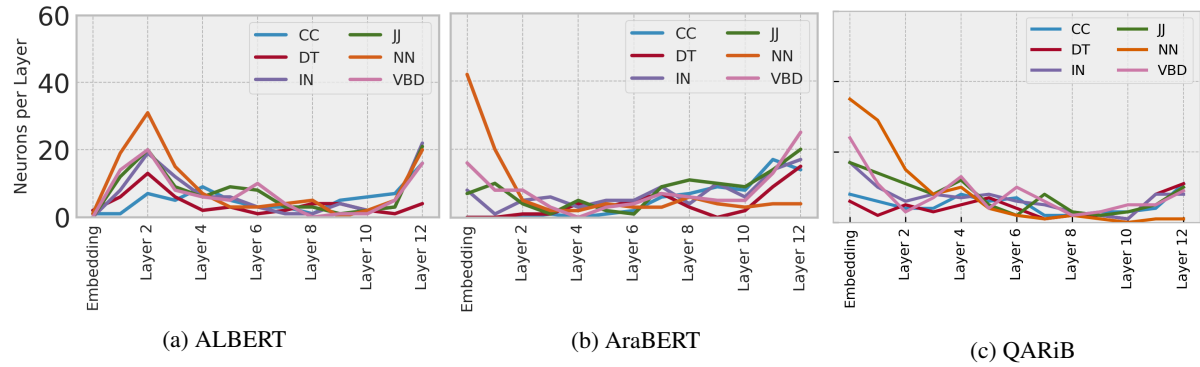 60
40
20
0
Neurons per Layer
CC JJ
DT NN
IN VBD
Embedding
Layer 2
Layer 4
Layer 6
Layer 8
Layer 10
Layer 12
(a) ALBERT
CC JJ
DT NN
IN VBD
Embedding
Layer 2
Layer 4
Layer 6
Layer 8
Layer 10
Layer 12
(b) AraBERT
CC JJ
DT NN
IN VBD
Embedding
Layer 2
Layer 4
Layer 6
Layer 8
Layer 10
Layer 12
(c) QARiB